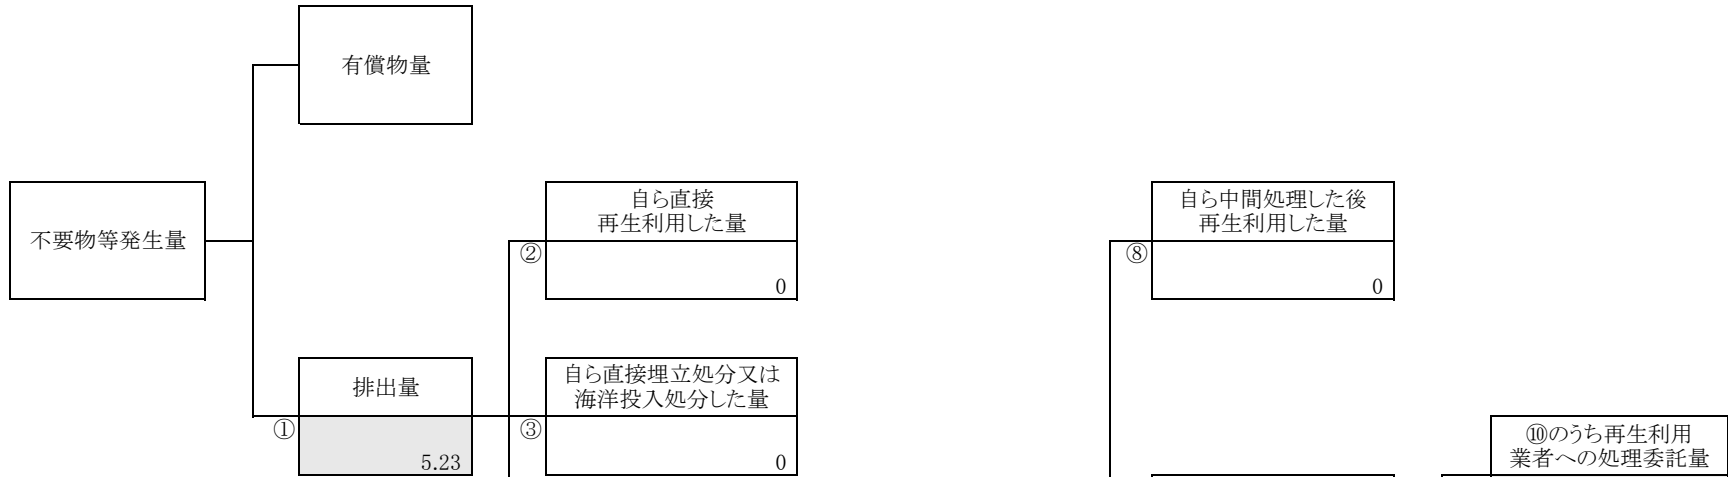 有償物量
不要物等発生量
自ら直接
再生利用した量
②
0
自ら中間処理した後
再生利用した量
⑧
0
排出量
①
5.23
自ら直接埋立処分又は
海洋投入処分した量
③
0
⑩のうち再生利用
業者への処理委託量